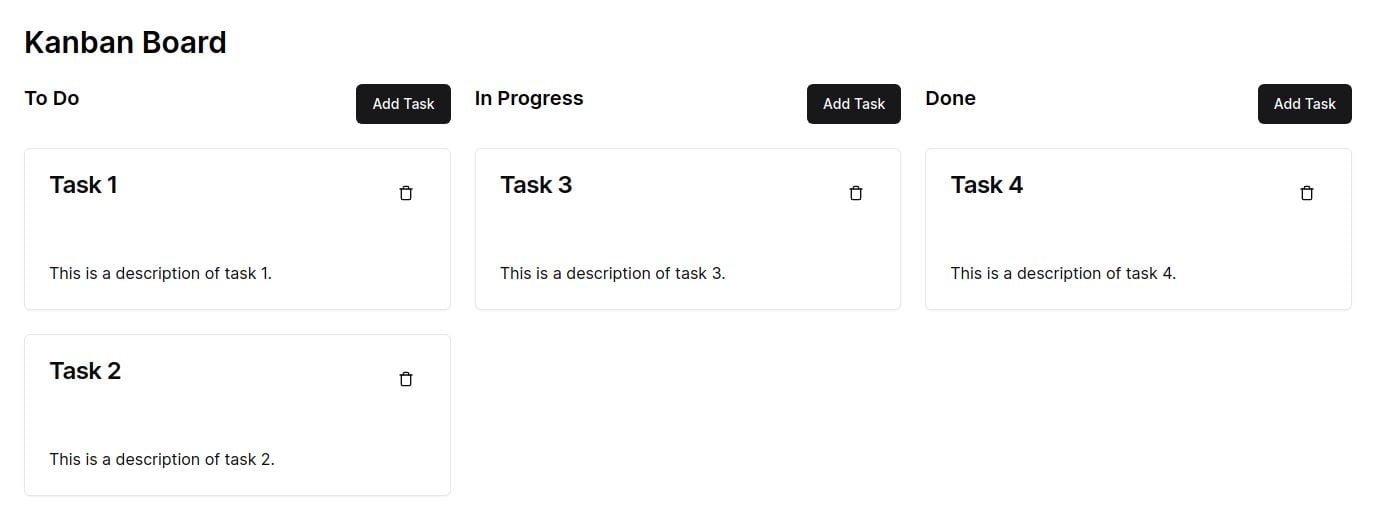 Kanban Board
To Do
Add Task
In Progress
Add Task
Done
Add Task
Task 1
This is a description of task 1.
Task 2
This is a description of task 2.
Task 3
This is a description of task 3.
Task 4
This is a description of task 4.